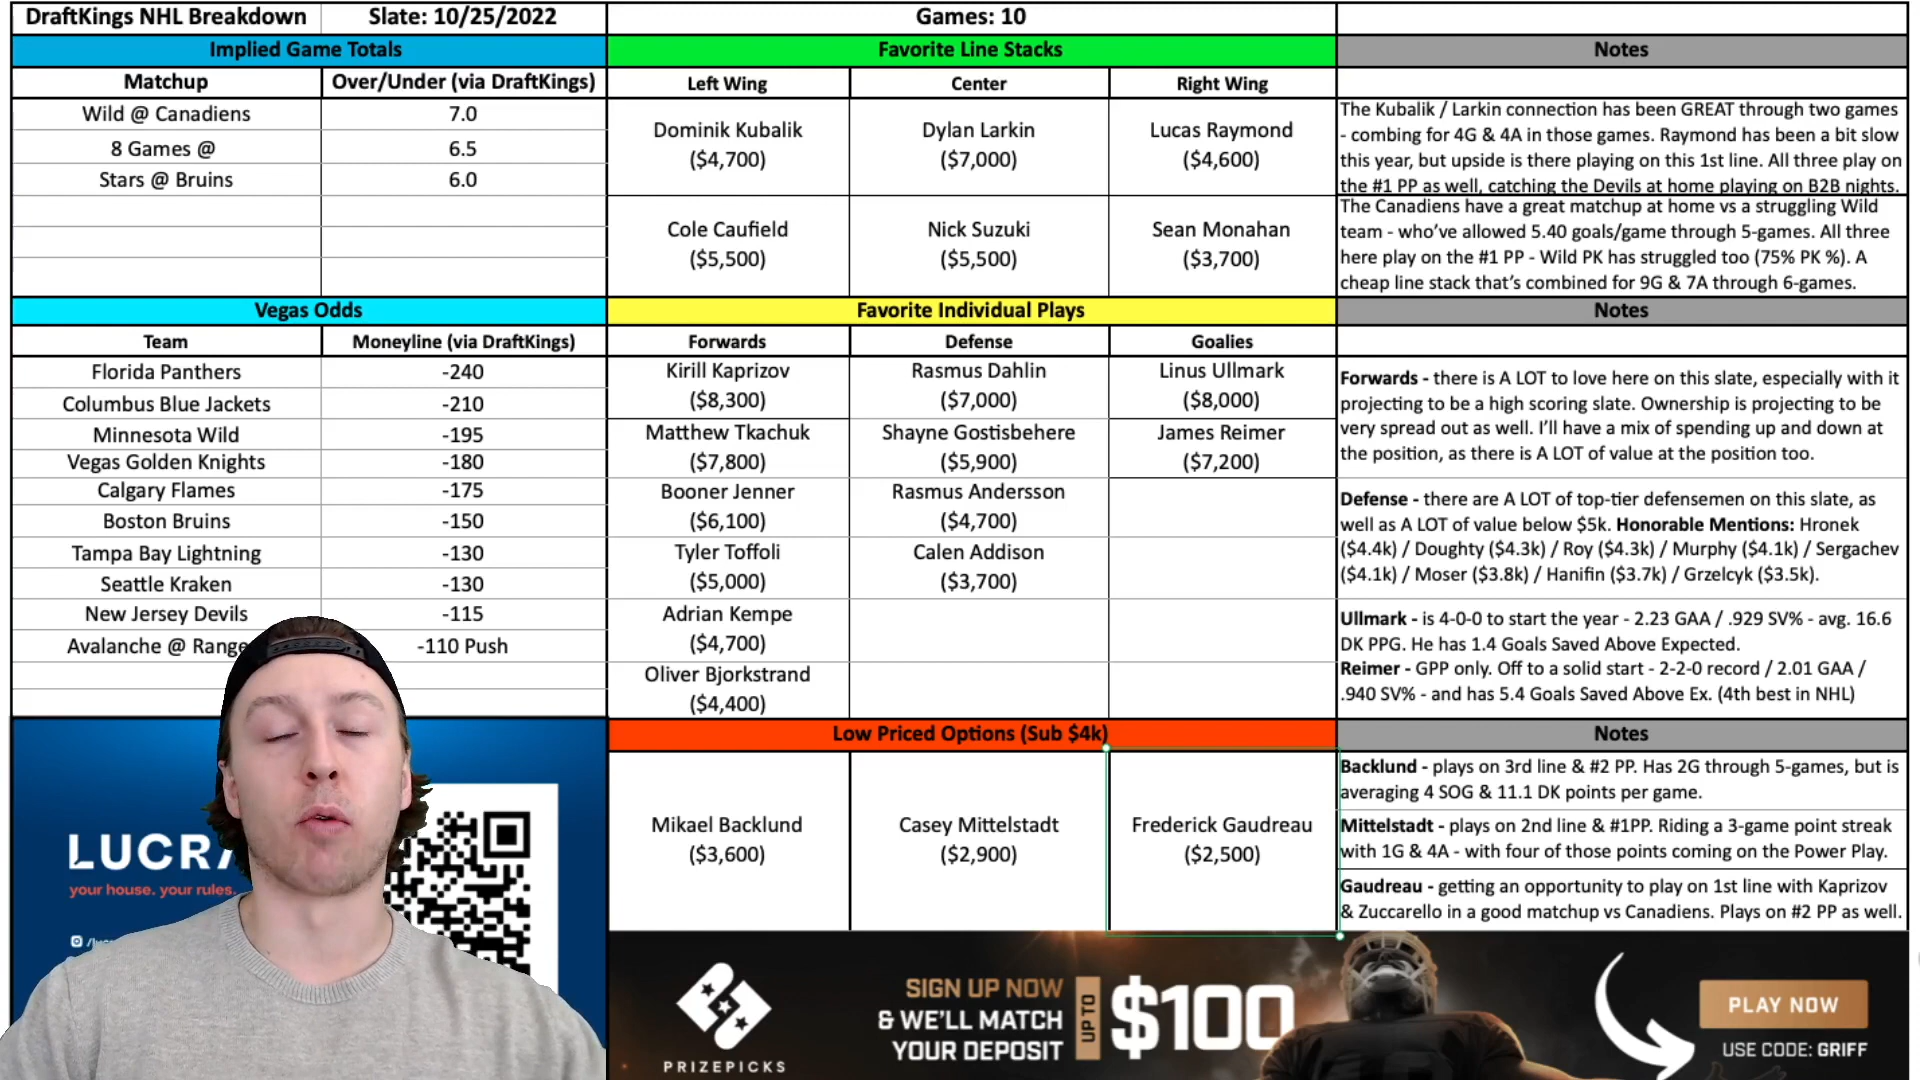 DraftKings NHL Breakdown
Slate: 10/25/2022
Games: 10
Implied Game Totals
Matchup
Over/Under (via DraftKings)
Wild @ Canadiens
7.0
8 Games @
6.5
Stars @ Bruins
6.0
Favorite Line Stacks
Left Wing
Center
Right Wing
Dominik Kubalik
($4,700)
Dylan Larkin
($7,000)
Lucas Raymond
($4,600)
Cole Caufield
($5,500)
Nick Suzuki
($5,500)
Sean Monahan
($3,700)
Notes
The Kubalik / Larkin connection has been GREAT through two games
- combing for 4G & 4A in those games. Raymond has been a bit slow
this year, but upside is there playing on this 1st line. All three play on
the #1 PP as well, catching the Devils at home playing on B2B nights.
The Canadiens have a great matchup at home vs a struggling Wild
team - who've allowed 5.40 goals/game through 5-games. All three
here play on the #1 PP - Wild PK has struggled too (75% PK %). A
cheap line stack that's combined for 9G & 7A through 6-games.
Vegas Odds
Team
Moneyline (via DraftKings)
Florida Panthers
-240
Columbus Blue Jackets
-210
Minnesota Wild
-195
Vegas Golden Knights
-180
Calgary Flames
-175
Boston Bruins
-150
Tampa Bay Lightning
-130
Seattle Kraken
-130
New Jersey Devils
-115
Avalanche @ Range
-110 Push
Favorite Individual Plays
Forwards
Defense
Goalies
Kirill Kaprizov
($8,300)
Rasmus Dahlin
($7,000)
Linus Ullmark
($8,000)
Matthew Tkachuk
($7,800)
Shayne Gostisbehere
($5,900)
James Reimer
($7,200)
Booner Jenner
($6,100)
Rasmus Andersson
($4,700)
Tyler Toffoli
($5,000)
Calen Addison
($3,700)
Adrian Kempe
($4,700)
Oliver Bjorkstrand
($4,400)
Notes
Forwards - there is A LOT to love here on this slate, especially with it
projecting to be a high scoring slate. Ownership is projecting to be
very spread out as well. I'll have a mix of spending up and down at
the position, as there is A LOT of value at the position too.
Defense - there are A LOT of top-tier defensemen on this slate, as
well as A LOT of value below $5k. Honorable Mentions: Hronek
($4.4k) / Doughty ($4.3k) / Roy ($4.3k) / Murphy ($4.1k) / Sergachev
($4.1k) / Moser ($3.8k) / Hanifin ($3.7k) / Grzelcyk ($3.5k).
Ullmark - is 4-0-0 to start the year - 2.23 GAA / .929 SV% - avg. 16.6
DK PPG. He has 1.4 Goals Saved Above Expected.
Reimer - GPP only. Off to a solid start - 2-2-0 record / 2.01 GAA /
.940 SV% - and has 5.4 Goals Saved Above Ex. (4th best in NHL)
Low Priced Options (Sub $4k)
Mikael Backlund
($3,600)
Casey Mittelstadt
($2,900)
Frederick Gaudreau
($2,500)
Notes
Backlund - plays on 3rd line & #2 PP. Has 2G through 5-games, but is
averaging 4 SOG & 11.1 DK points per game.
Mittelstadt - plays on 2nd line & #1PP. Riding a 3-game point streak
with 1G & 4A - with four of those points coming on the Power Play.
Gaudreau - getting an opportunity to play on 1st line with Kaprizov
& Zuccarello in a good matchup vs Canadiens. Plays on #2 PP as well.
LUCRA
your house. your rules.
PRIZEPICKS
SIGN UP NOW
& WE'LL MATCH
YOUR DEPOSIT
UP TO
$100
PLAY NOW
USE CODE: GRIFF